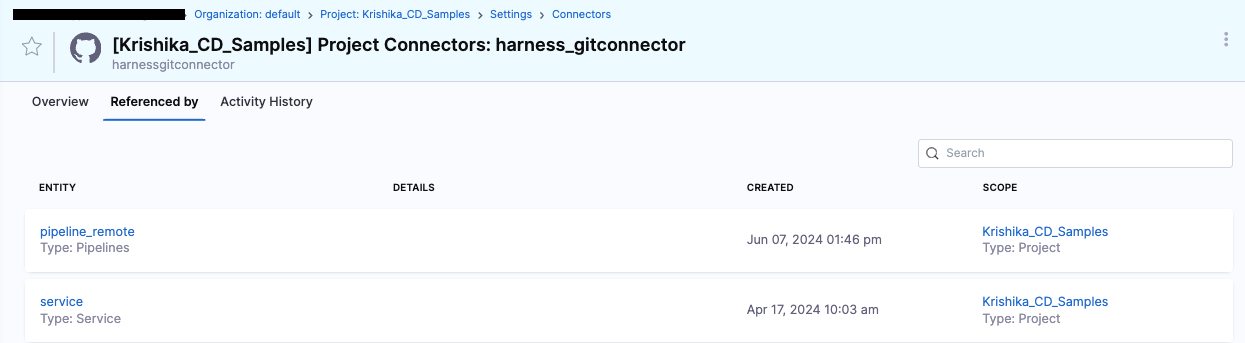 Organization: default > Project: Krishika_CD_Samples > Settings > Connectors
[Krishika_CD_Samples] Project Connectors: harness_gitconnector
harnessgitconnector
Overview Referenced by Activity History
Search
ENTITY DETAILS CREATED SCOPE
pipeline_remote Jun 07, 2024 01:46 pm Krishika_CD_Samples
Type: Pipelines Type: Project
service Apr 17, 2024 10:03 am Krishika_CD_Samples
Type: Service Type: Project